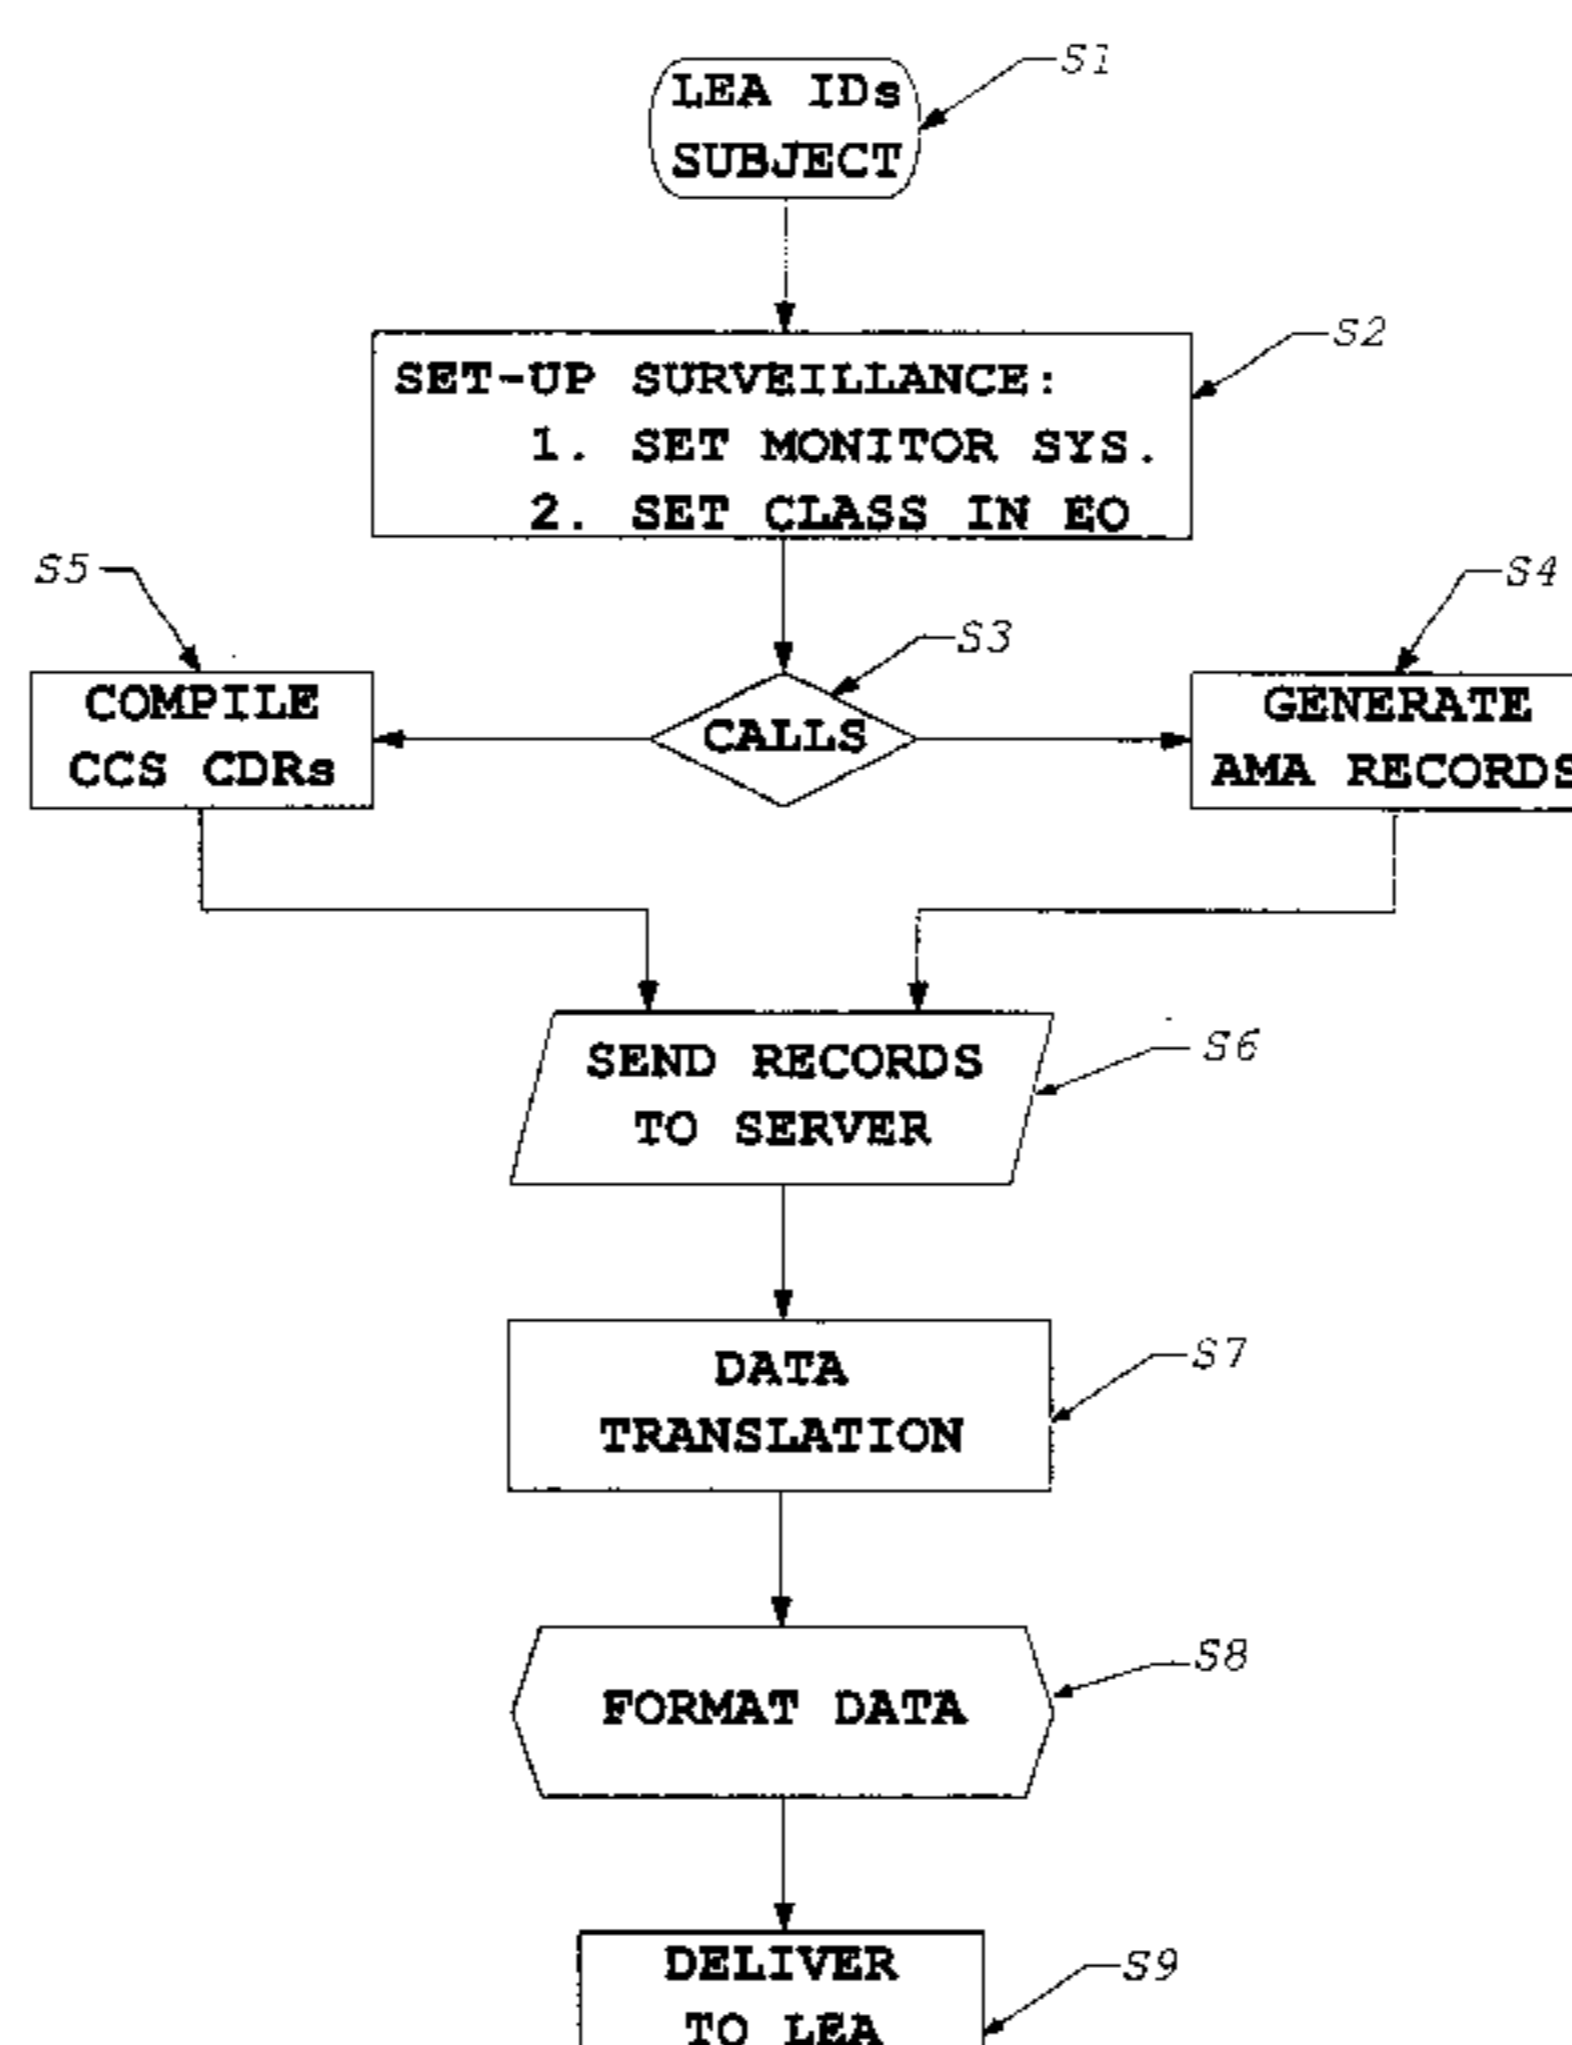 S1
LEA IDs
SUBJECT
S2
SET-UP SURVEILLANCE:
1. SET MONITOR SYS.
2. SET CLASS IN EO
S5
S4
S3
COMPILE
CCS CDRs
CALLS
GENERATE
AMA RECORDS
SEND RECORDS
TO SERVER
S6
DATA
TRANSLATION
S7
FORMAT DATA
S8
DELIVER
TO LEA
S9